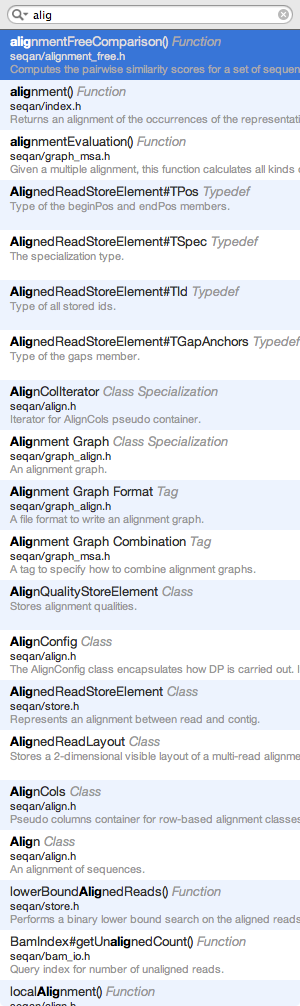 alig
alignmentFreeComparison() Function
seqan/alignment_free.h
Computes the pairwise similarity scores for a set of sequen
alignment() Function
seqan/index.h
Returns an alignment of the occurrences of the representati
alignmentEvaluation() Function
seqan/graph_msa.h
Given a multiple alignment, this function calculates all kinds
AlignedReadStoreElement#TPos Typedef
Type of the beginPos and endPos members.
AlignedReadStoreElement#TSpec Typedef
The specialization type.
AlignedReadStoreElement#TId Typedef
Type of all stored ids.
AlignedReadStoreElement#TGapAnchors Typedef
Type of the gaps member.
AlignColIterator Class Specialization
seqan/align.h
Iterator for AlignCols pseudo container.
Alignment Graph Class Specialization
seqan/graph_align.h
An alignment graph.
Alignment Graph Format Tag
seqan/graph_align.h
A file format to write an alignment graph.
Alignment Graph Combination Tag
seqan/graph_msa.h
A tag to specify how to combine alignment graphs.
AlignQualityStoreElement Class
Stores alignment qualities.
AlignConfig Class
seqan/align.h
The AlignConfig class encapsulates how DP is carried out.
AlignedReadStoreElement Class
seqan/store.h
Represents an alignment between read and contig.
AlignedReadLayout Class
Stores a 2-dimensional visible layout of a multi-read alignme
AlignCols Class
seqan/align.h
Pseudo columns container for row-based alignment classes
Align Class
seqan/align.h
An alignment of sequences.
lowerBoundAlignedReads() Function
seqan/store.h
Performs a binary lower bound search on the aligned reads
BamIndex#getUnalignedCount() Function
seqan/bam_io.h
Query index for number of unaligned reads.
localAlignment() Function
seqan/align.h